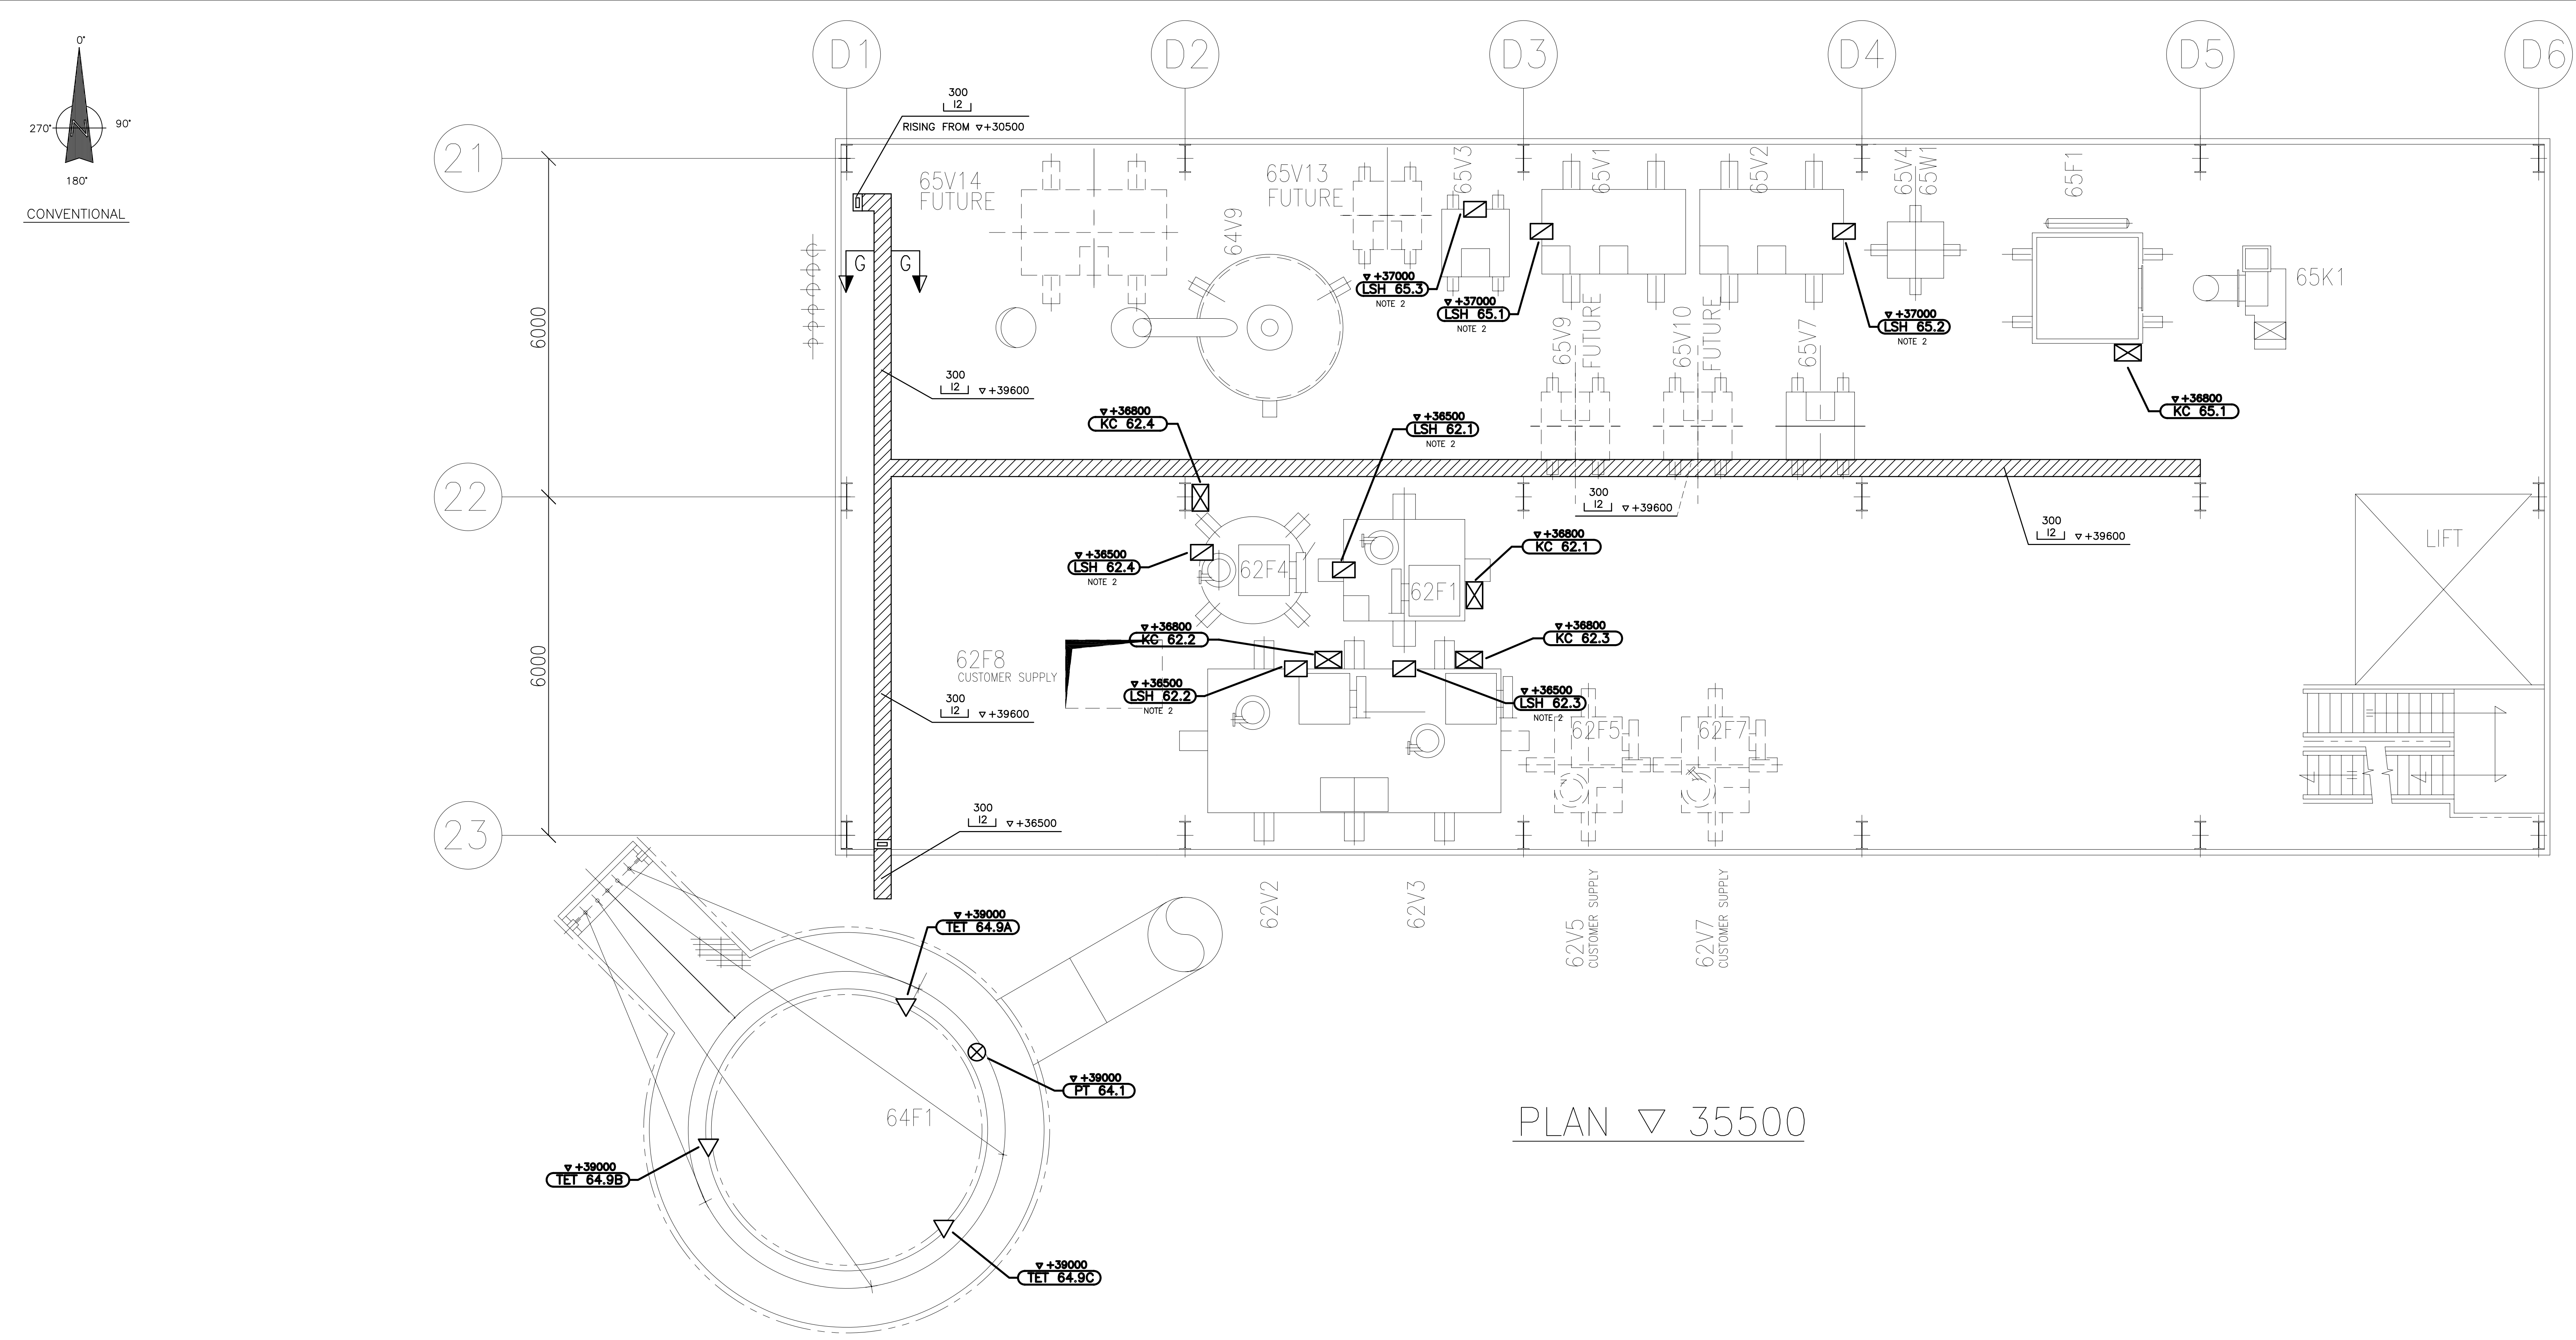 D1
D2
D3
D4
D5
D6
0°
270°
90°
N
180°
CONVENTIONAL
21
22
23
6000
6000
300
I2
RISING FROM ▽+30500
65V14
FUTURE
65V13
FUTURE
64V9
65V3
65V1
65V2
65V4
65W1
65F1
65K1
G
G
▽+37000
LSH 65.3
NOTE 2
▽+37000
LSH 65.1
NOTE 2
▽+37000
LSH 65.2
NOTE 2
65V9
FUTURE
65V10
FUTURE
65V7
300
I2 ▽+39600
▽+36800
KC 62.4
▽+36500
LSH 62.1
NOTE 2
▽+36800
KC 65.1
300
I2 ▽+39600
300
I2 ▽+39600
▽+36800
KC 62.1
▽+36500
LSH 62.4
NOTE 2
62F4
62F1
LIFT
▽+36800
KC 62.2
▽+36800
KC 62.3
62F8
CUSTOMER SUPPLY
▽+36500
LSH 62.2
NOTE 2
▽+36500
LSH 62.3
NOTE 2
300
I2 ▽+39600
62F5
62F7
300
I2 ▽+36500
62V2
62V3
62V5
CUSTOMER SUPPLY
62V7
CUSTOMER SUPPLY
▽+39000
TET 64.9A
▽+39000
PT 64.1
64F1
PLAN ▽ 35500
▽+39000
TET 64.9B
▽+39000
TET 64.9C